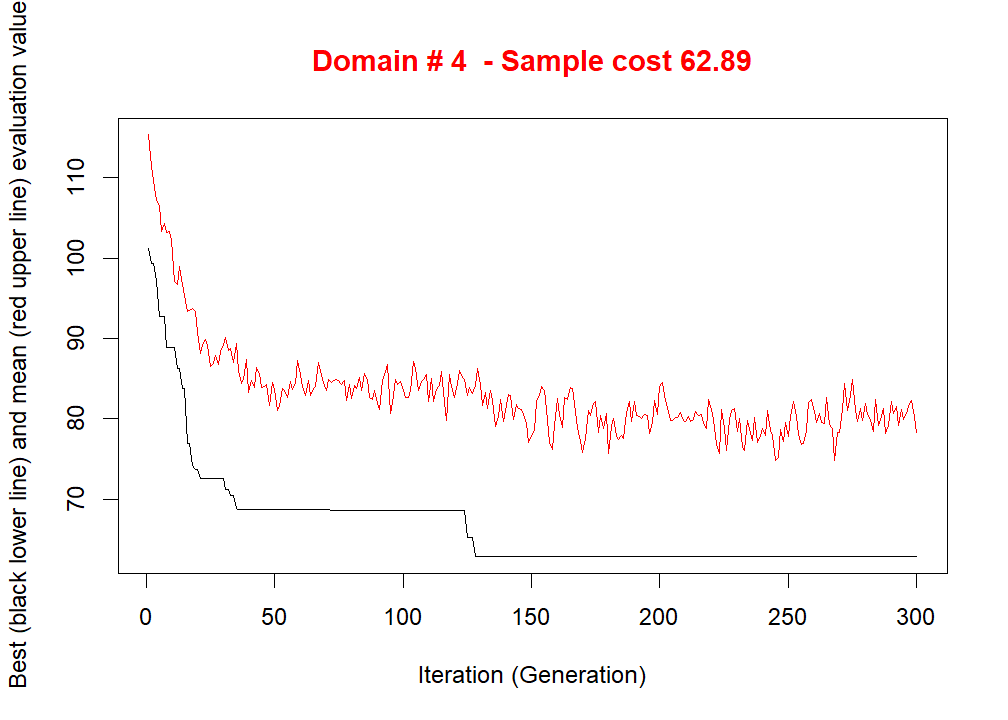 Domain # 4  - Sample cost 62.89
Best (black lower line) and mean (red upper line) evaluation value
110
100
90
80
70
0 50 100 150 200 250 300
Iteration (Generation)